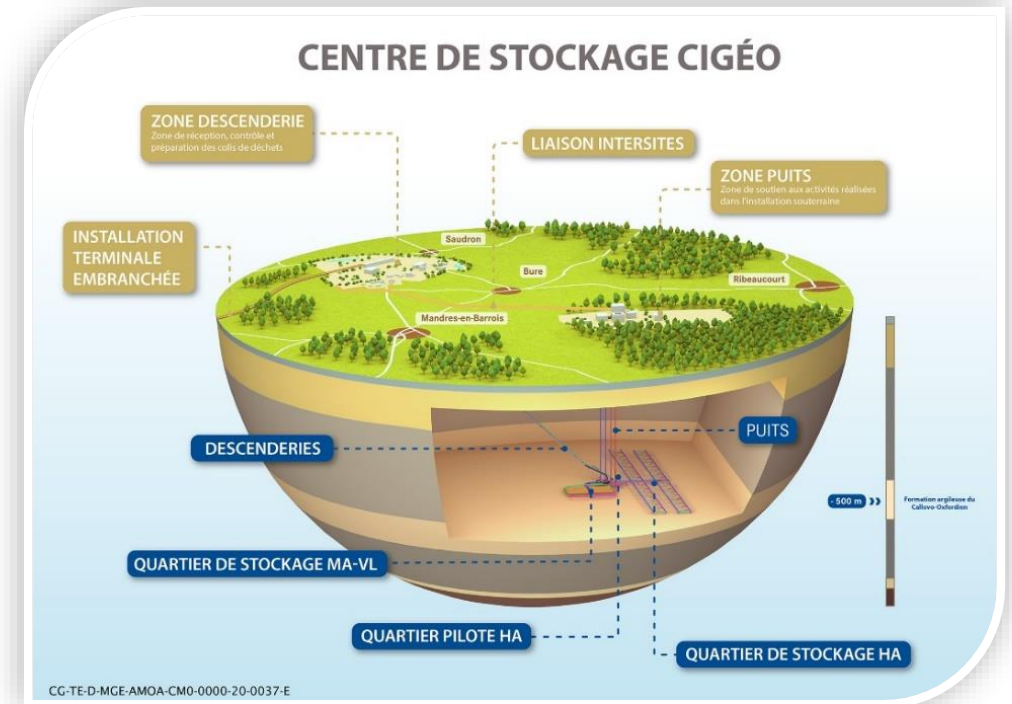 CENTRE DE STOCKAGE CIGÉO
ZONE DESCENDERIE
Zone de réception, contrôle et
préparation des colis de déchets
LIAISON INTERSITES
ZONE PUITS
Zone de soutien aux activités réalisées
dans l'installation souterraine
INSTALLATION
TERMINALE
EMBRANCHÉE
Saudron
Bure
Ribeaucourt
Mandres-en-Barrois
DESCENDERIES
PUITS
- 500 m
Formation argileuse du
Callovo-Oxfordien
QUARTIER DE STOCKAGE MA-VL
QUARTIER PILOTE HA
QUARTIER DE STOCKAGE HA
CG-TE-D-MGE-AMOA-CM0-0000-20-0037-E